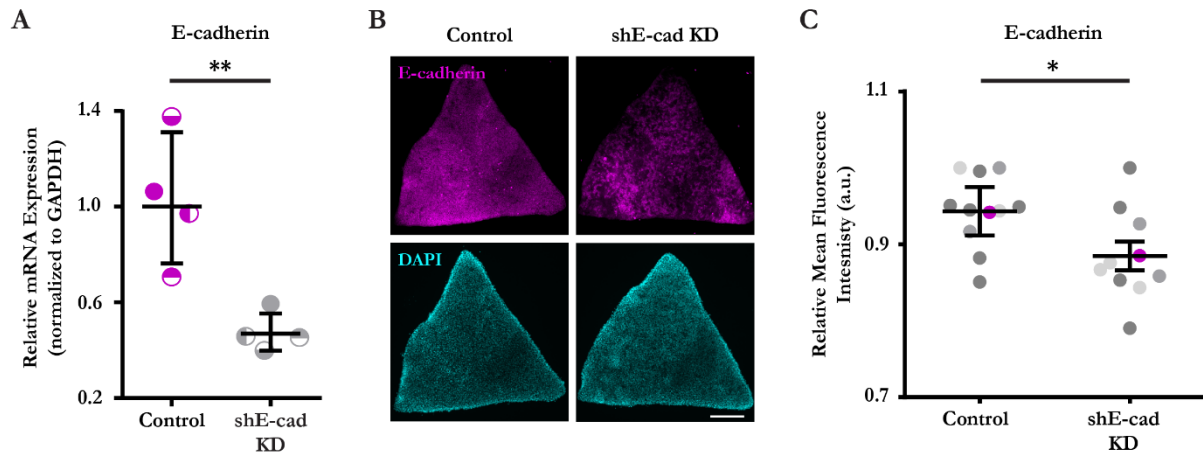 A
E-cadherin
**
Relative mRNA Expression
(normalized to GAPDH)
1.4
1.0
0.6
0.2
Control
shE-cad
KD
B
Control
shE-cad KD
E-cadherin
DAPI
C
E-cadherin
*
Relative Mean Fluorescence
Intesnisty (a.u.)
1.1
0.9
0.7
Control
shE-cad
KD